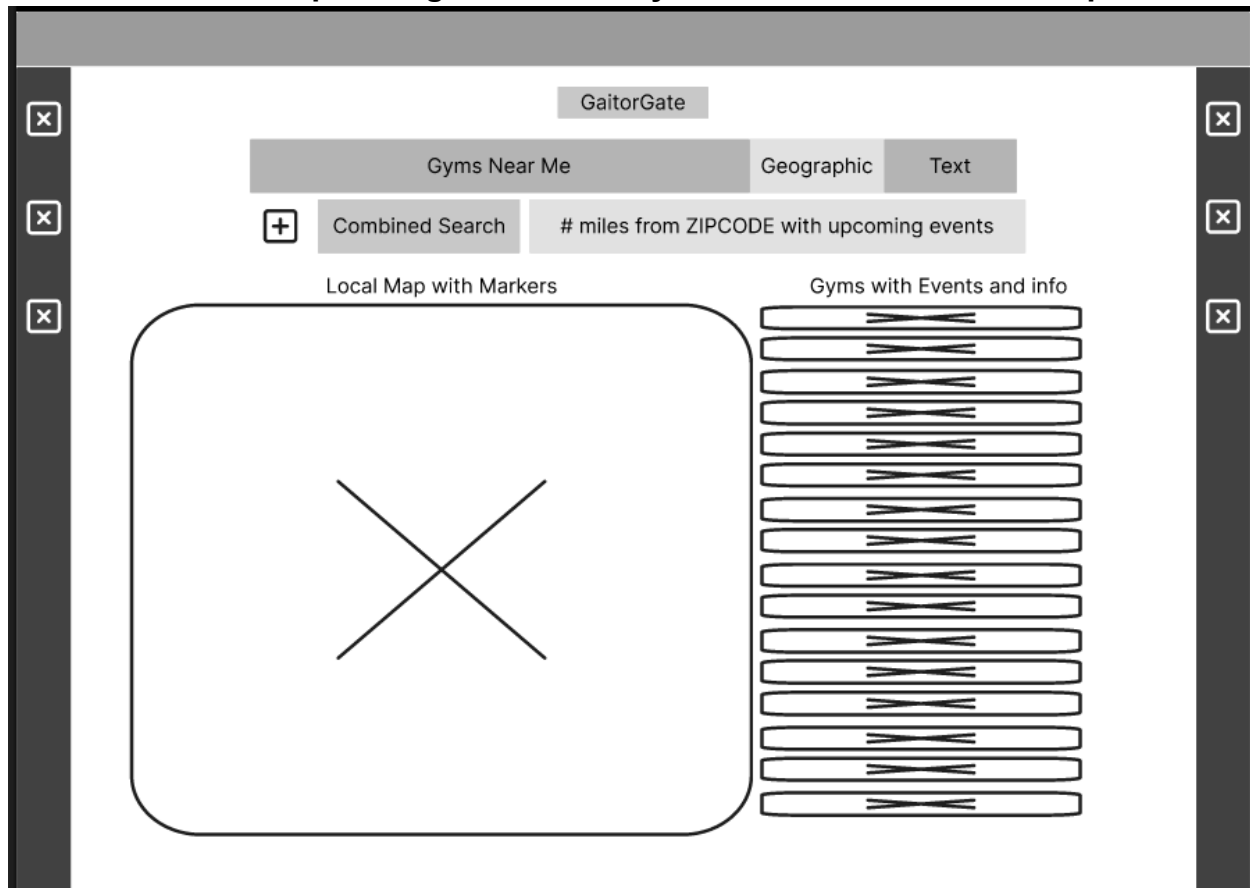 GaitorGate
Gyms Near Me Geographic Text
Combined Search # miles from ZIPCODE with upcoming events
Local Map with Markers Gyms with Events and info